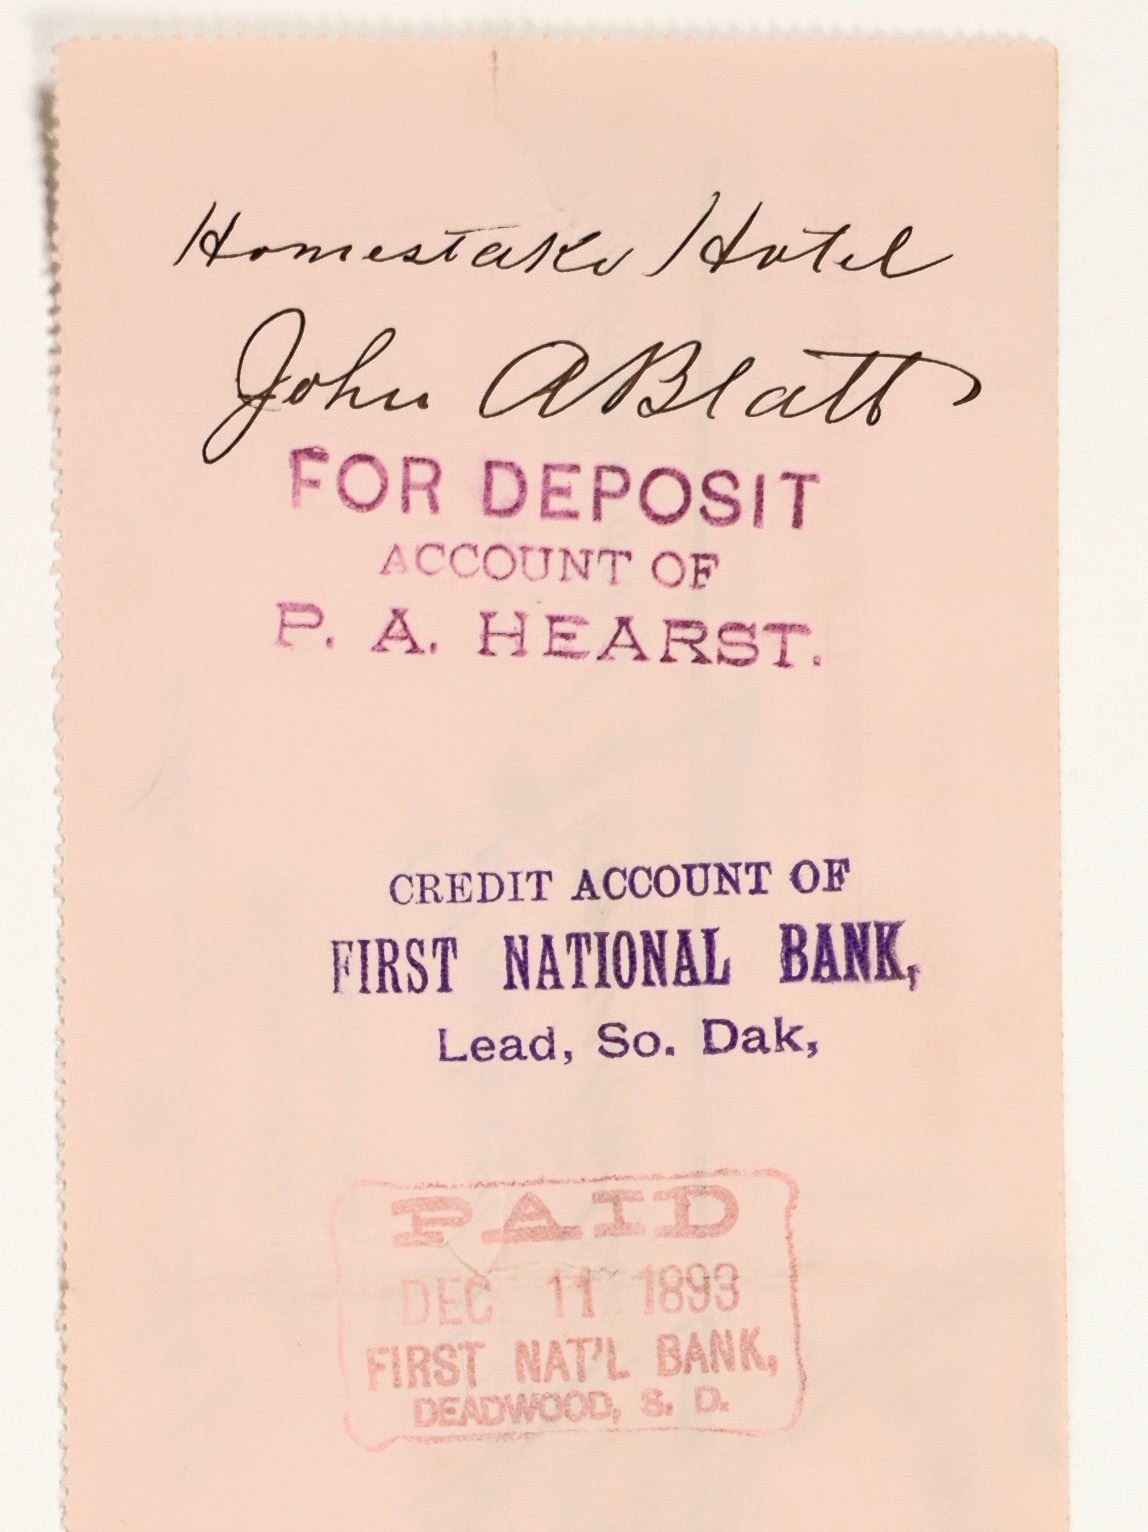 Homestake Hotel
John A Blatt
FOR DEPOSIT
ACCOUNT OF
P. A. HEARST.
CREDIT ACCOUNT OF
FIRST NATIONAL BANK,
Lead, So. Dak,
PAID
DEC 11 1893
FIRST NAT'L BANK,
DEADWOOD, S. D.